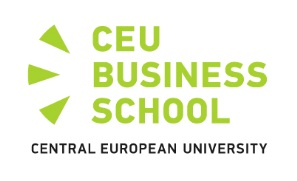 CEU
BUSINESS
SCHOOL
CENTRAL EUROPEAN UNIVERSITY